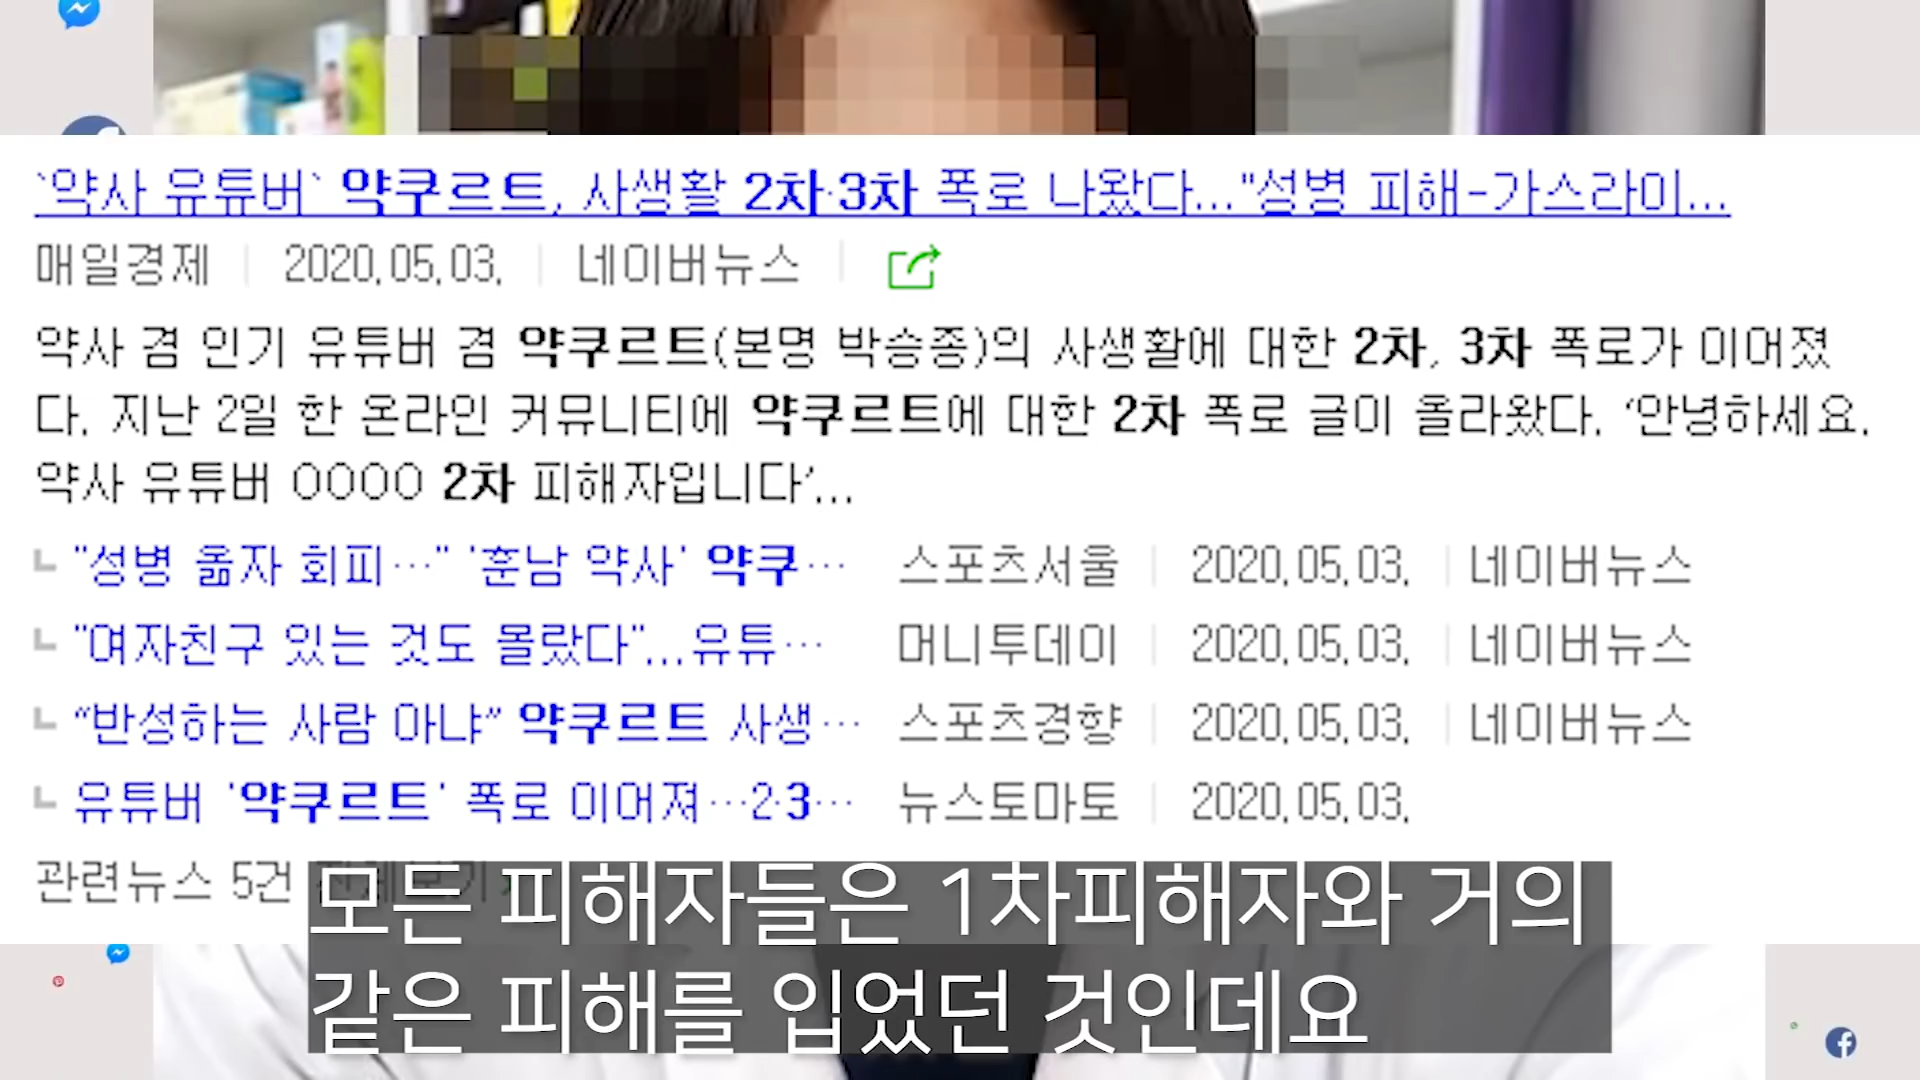 `약사 유튜버` 약쿠르트, 사생활 2차·3차 폭로 나왔다..."성병 피해-가스라이...
매일경제 | 2020.05.03. | 네이버뉴스 |
약사 겸 인기 유튜버 겸 약쿠르트(본명 박승종)의 사생활에 대한 2차, 3차 폭로가 이어졌
다. 지난 2일 한 온라인 커뮤니티에 약쿠르트에 대한 2차 폭로 글이 올라왔다. ‘안녕하세요.
약사 유튜버 OOOO 2차 피해자입니다’...
"성병 옮자 회피…" '훈남 약사' 약쿠… 스포츠서울 | 2020.05.03. | 네이버뉴스
"여자친구 있는 것도 몰랐다"...유튜… 머니투데이 | 2020.05.03. | 네이버뉴스
“반성하는 사람 아냐” 약쿠르트 사생… 스포츠경향 | 2020.05.03. | 네이버뉴스
유튜버 '약쿠르트' 폭로 이어져…2·3… 뉴스토마토 | 2020.05.03.
관련뉴스 5건
모든 피해자들은 1차피해자와 거의
같은 피해를 입었던 것인데요